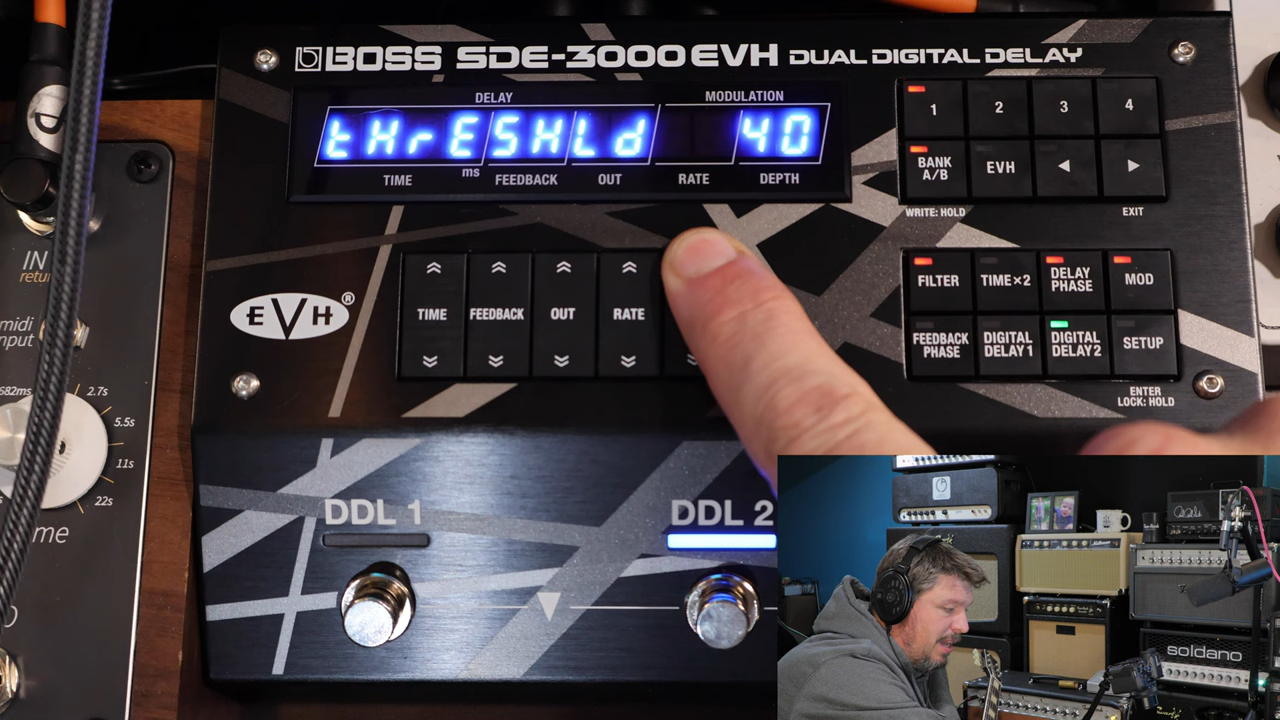 BOSS SDE-3000EVH DUAL DIGITAL DELAY
DELAY
MODULATION
tHrESHLd 40
TIME
ms
FEEDBACK
OUT
RATE
DEPTH
1
2
3
4
BANK A/B
EVH
WRITE: HOLD
EXIT
TIME
FEEDBACK
OUT
RATE
FILTER
TIME×2
DELAY PHASE
MOD
FEEDBACK PHASE
DIGITAL DELAY 1
DIGITAL DELAY 2
SETUP
ENTER
LOCK: HOLD
EVH®
DDL 1
DDL 2
IN
midi
input
2.7s
5.5s
11s
22s
soldano